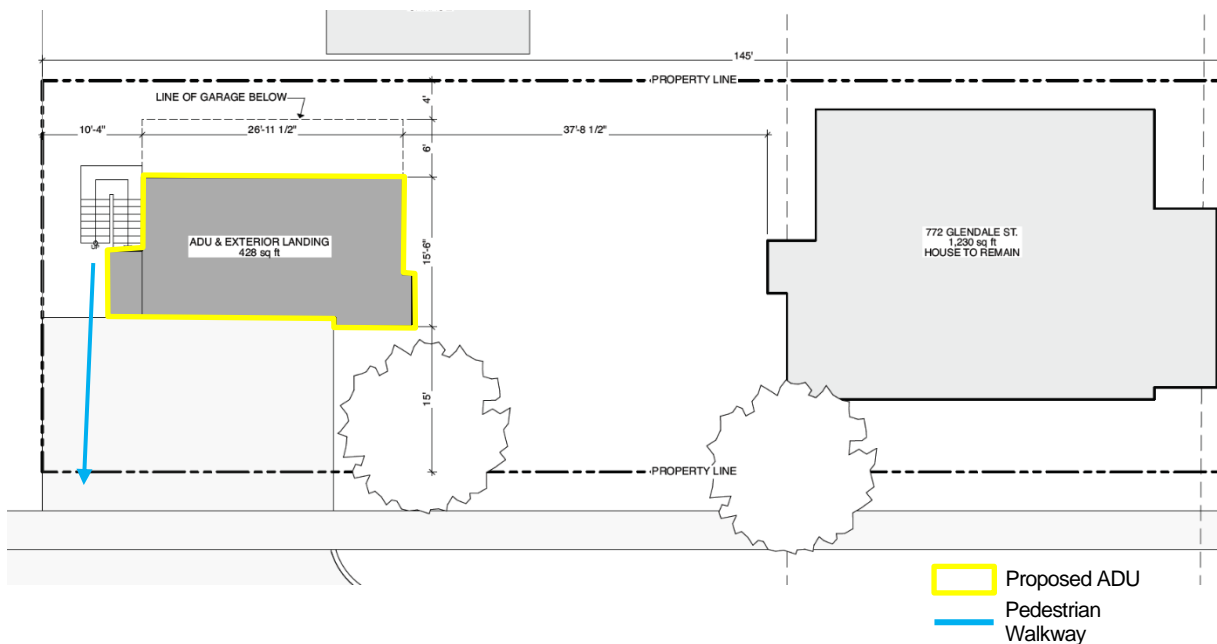 145'
PROPERTY LINE
LINE OF GARAGE BELOW
4'
10'-4"
26'-11 1/2"
37'-8 1/2"
6'
ADU & EXTERIOR LANDING
428 sq ft
15'-6"
772 GLENDALE ST.
1,230 sq ft
HOUSE TO REMAIN
15'
PROPERTY LINE
Proposed ADU
Pedestrian
Walkway